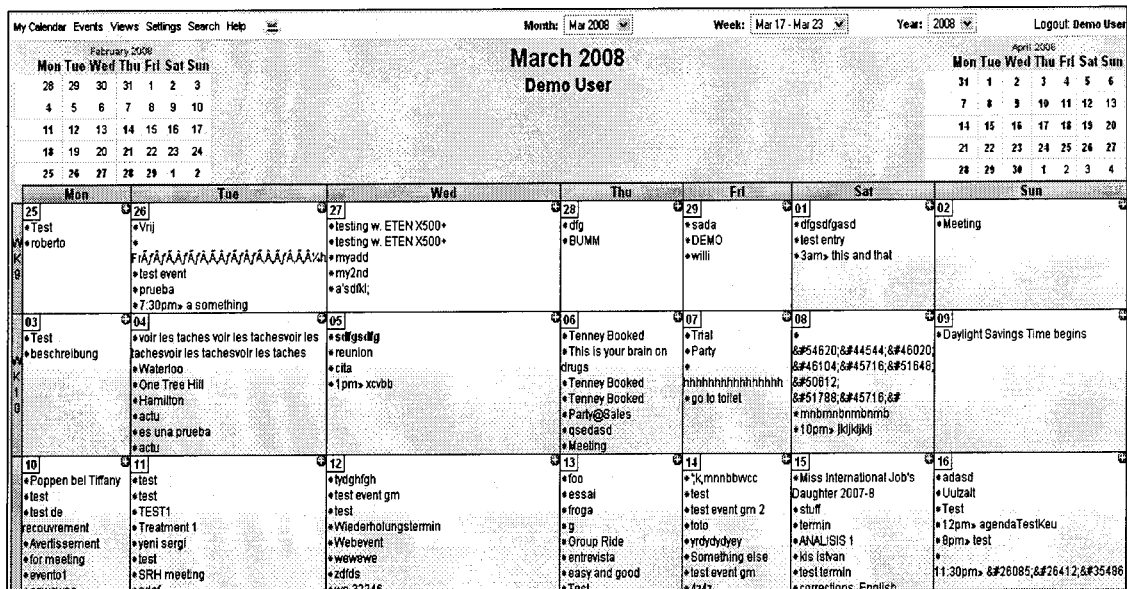 My Calendar Events Views Settings Search Help
Month: Mar 2008 Week: Mar 17 - Mar 23 Year: 2008 Logout: Demo User
February 2008
Mon Tue Wed Thu Fri Sat Sun
28 29 30 31 1 2 3
4 5 6 7 8 9 10
11 12 13 14 15 16 17
18 19 20 21 22 23 24
25 26 27 28 29 1 2
March 2008
Demo User
April 2008
Mon Tue Wed Thu Fri Sat Sun
31 1 2 3 4 5 6
7 8 9 10 11 12 13
14 15 16 17 18 19 20
21 22 23 24 25 26 27
28 29 30 1 2 3 4
Mon Tue Wed Thu Fri Sat Sun
WK9
25
Test
roberto
26
Vrij
test event
prueba
7:30pm» a something
27
testing w. ETEN X500+
testing w. ETEN X500+
myadd
my2nd
a'sdfkl;
28
dfg
BUMM
29
sada
DEMO
willi
01
dfgsdfgasd
test entry
3am» this and that
02
Meeting
WK10
03
Test
beschreibung
04
voir les taches voir les tachesvoir les
tachesvoir les tachesvoir les taches
Waterloo
One Tree Hill
Hamilton
actu
es una prueba
actu
05
sdfgsdfg
reunion
cita
1pm» xcvbb
06
Tenney Booked
This is your brain on
drugs
Tenney Booked
Tenney Booked
Party@Sales
qsedasd
Meeting
07
Trial
Party
hhhhhhhhhhhhhhhhh
go to toilet
08
&#54620;&#44544;&#46020;
&#46104;&#45716;&#51648;
&#50612;
&#51788;&#45716;&#
mnbmnbnmbnmb
10pm» lkjlkjlkjlkj
09
Daylight Savings Time begins
10
Poppen bei Tiffany
test
test de
recouvrement
Avertissement
for meeting
evento1
11
test
test
TEST1
Treatment 1
yeni sergi
test
SRH meeting
12
tydghfgh
test event gm
test
Wiederholungstermin
Webevent
wewewe
zdfds
13
foo
essai
froga
g
Group Ride
entrevista
easy and good
Test
14
test
test event gm 2
toto
yrdydydyey
Something else
test event gm
15
Miss International Job's
Daughter 2007-8
stuff
termin
ANALISIS 1
kis Istvan
test termin
corrections, English
16
adasd
Uulzalt
Test
12pm» agendaTestKeu
8pm» test
11:30pm» &#26085;&#26412;&#35486